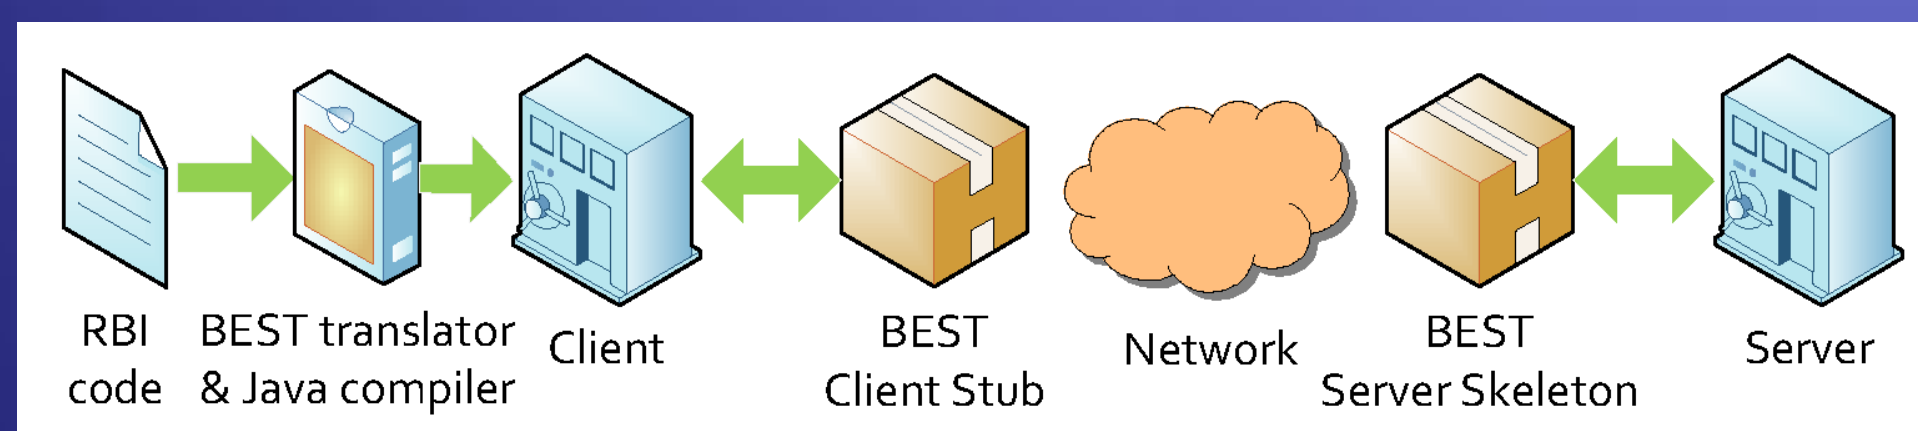 RBI
code
BEST translator
& Java compiler
Client
BEST
Client Stub
Network
BEST
Server Skeleton
Server